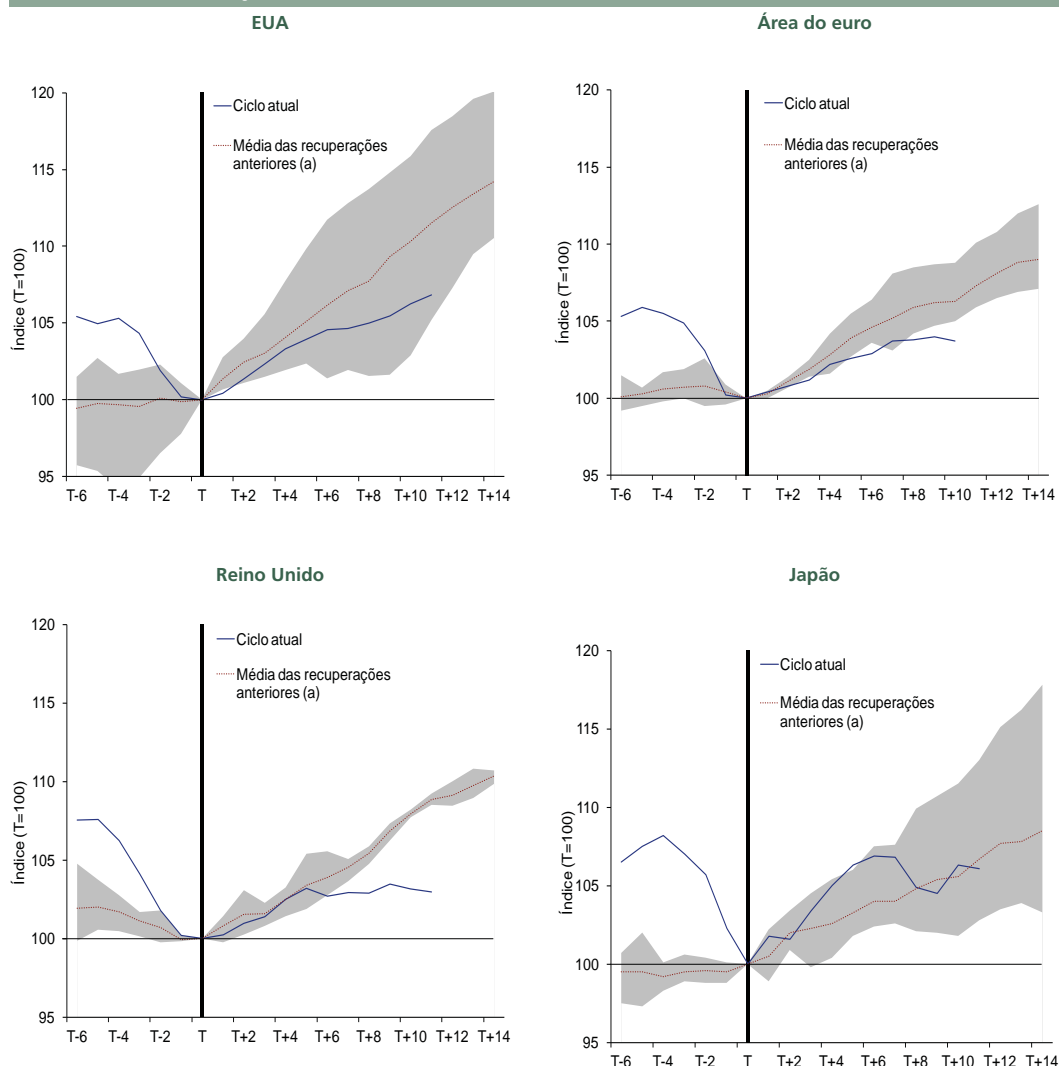 EUA
120
115
110
105
100
95
Índice (T=100)
Ciclo atual
Média das recuperações
anteriores (a)
T-6 T-4 T-2 T T+2 T+4 T+6 T+8 T+10 T+12 T+14
Área do euro
120
115
110
105
100
95
Índice (T=100)
Ciclo atual
Média das recuperações
anteriores (a)
T-6 T-4 T-2 T T+2 T+4 T+6 T+8 T+10 T+12 T+14
Reino Unido
120
115
110
105
100
95
Índice (T=100)
Ciclo atual
Média das recuperações
anteriores (a)
T-6 T-4 T-2 T T+2 T+4 T+6 T+8 T+10 T+12 T+14
Japão
120
115
110
105
100
95
Índice (T=100)
Ciclo atual
Média das recuperações
anteriores (a)
T-6 T-4 T-2 T T+2 T+4 T+6 T+8 T+10 T+12 T+14